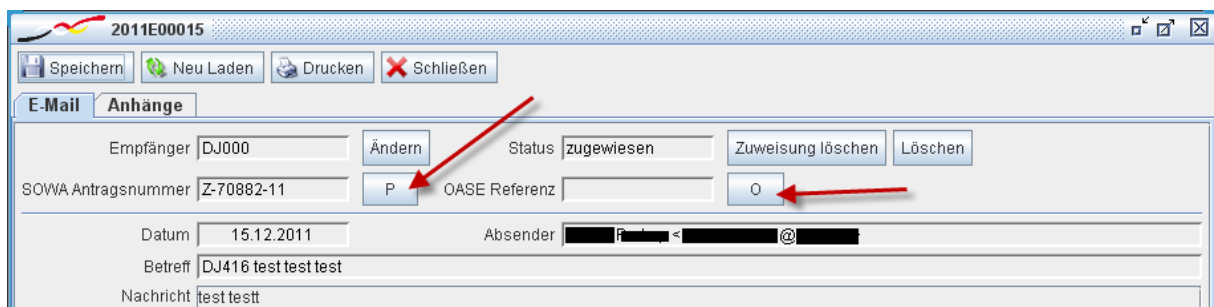 2011E00015
Speichern Neu Laden Drucken Schließen
E-Mail Anhänge
Empfänger DJ000 Ändern Status zugewiesen Zuweisung löschen Löschen
SOWA Antragsnummer Z-70882-11 P OASE Referenz O
Datum 15.12.2011 Absender < @
Betreff DJ416 test test test
Nachricht test testt